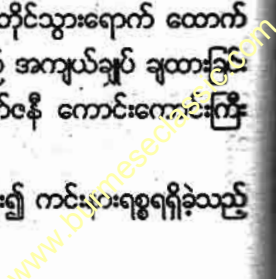 တိုင်သွားရောက် ထောက်
အကျယ်ချုပ် ချထားခြင်း
ဇနီ ကောင်းကောင်းကြီး
၍ ကင်းများရစ္စရရှိခဲ့သည့်
www.burmeseclassic.com